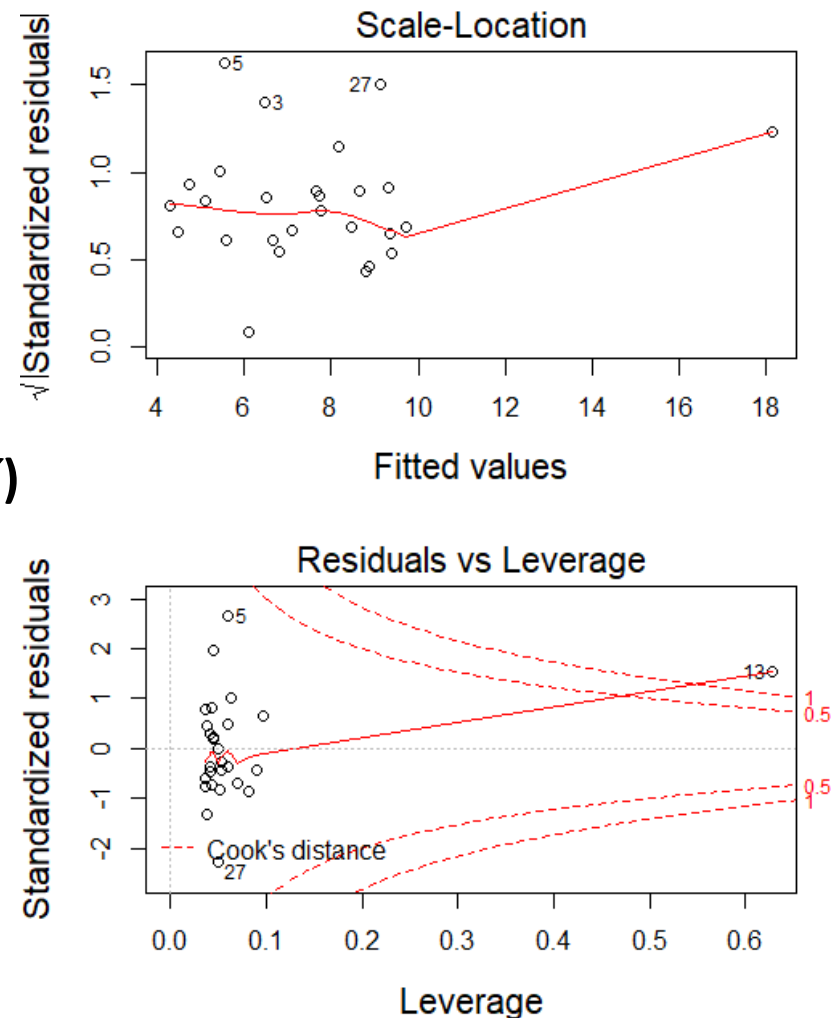 Scale-Location
√|Standardized residuals|
1.5
1.0
0.5
0.0
5
3
27
4 6 8 10 12 14 16 18
Fitted values
)
Residuals vs Leverage
Standardized residuals
3
2
1
0
-1
-2
5
13
1
0.5
0.5
1
Cook's distance
27
0.0 0.1 0.2 0.3 0.4 0.5 0.6
Leverage